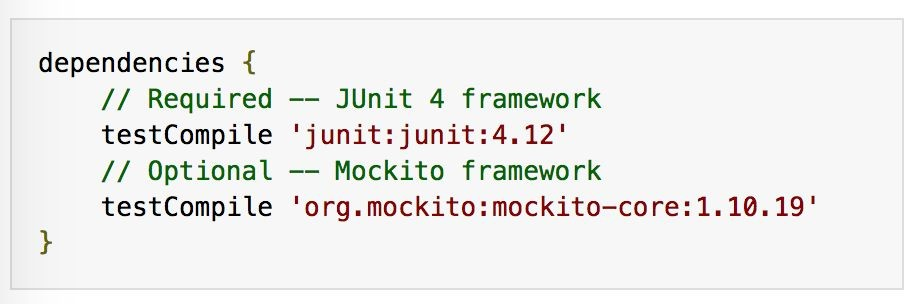 dependencies {
    // Required -- JUnit 4 framework
    testCompile 'junit:junit:4.12'
    // Optional -- Mockito framework
    testCompile 'org.mockito:mockito-core:1.10.19'
}